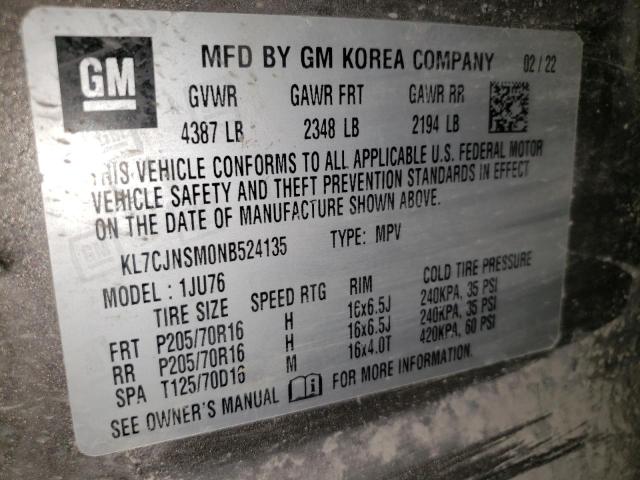 GM
MFD BY GM KOREA COMPANY 02/22
GVWR GAWR FRT GAWR RR
4387 LB 2348 LB 2194 LB
THIS VEHICLE CONFORMS TO ALL APPLICABLE U.S. FEDERAL MOTOR
VEHICLE SAFETY AND THEFT PREVENTION STANDARDS IN EFFECT
ON THE DATE OF MANUFACTURE SHOWN ABOVE.
KL7CJNSM0NB524135 TYPE: MPV
MODEL: 1JU76
TIRE SIZE SPEED RTG RIM COLD TIRE PRESSURE
FRT P205/70R16 H 16x6.5J 240KPA, 35 PSI
RR P205/70R16 H 16x6.5J 240KPA, 35 PSI
SPA T125/70D16 M 16x4.0T 420KPA, 60 PSI
SEE OWNER'S MANUAL FOR MORE INFORMATION.